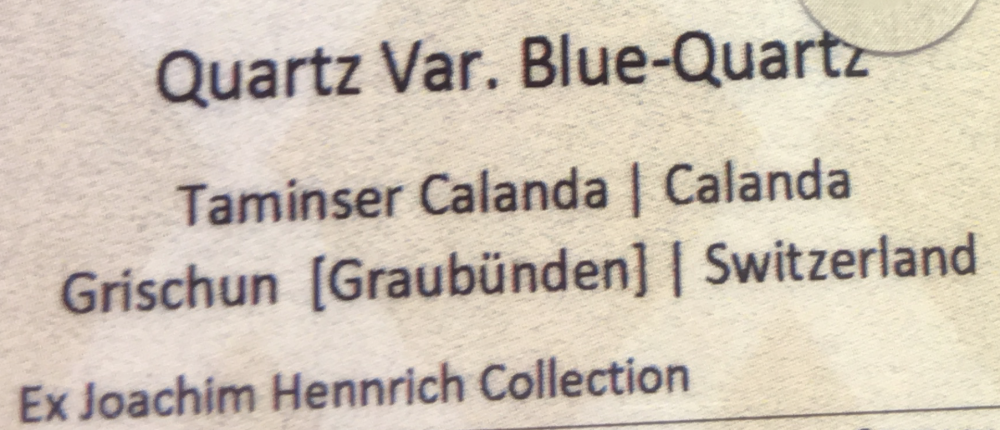 Quartz Var. Blue-Quartz
Taminser Calanda | Calanda
Grischun [Graubünden] | Switzerland
Ex Joachim Hennrich Collection